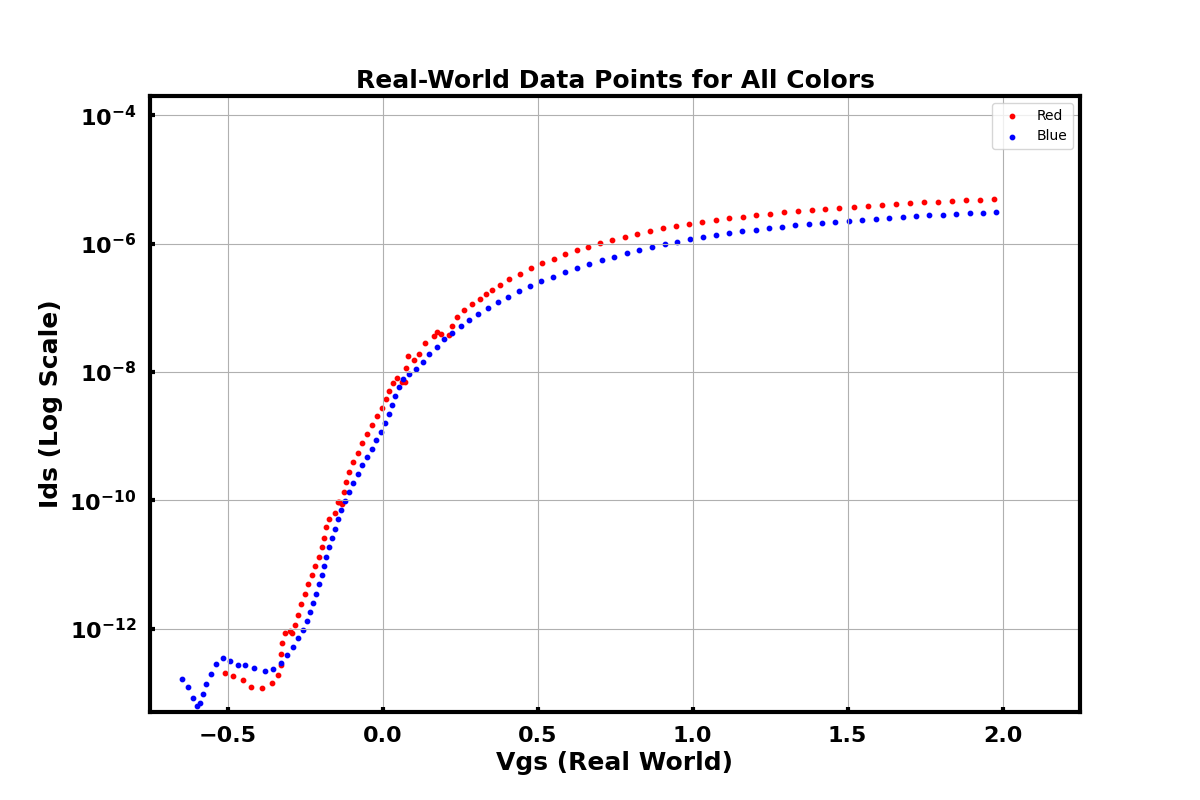 Real-World Data Points for All Colors
Red
Blue
10⁻⁴
10⁻⁶
10⁻⁸
10⁻¹⁰
10⁻¹²
Ids (Log Scale)
−0.5 0.0 0.5 1.0 1.5 2.0
Vgs (Real World)